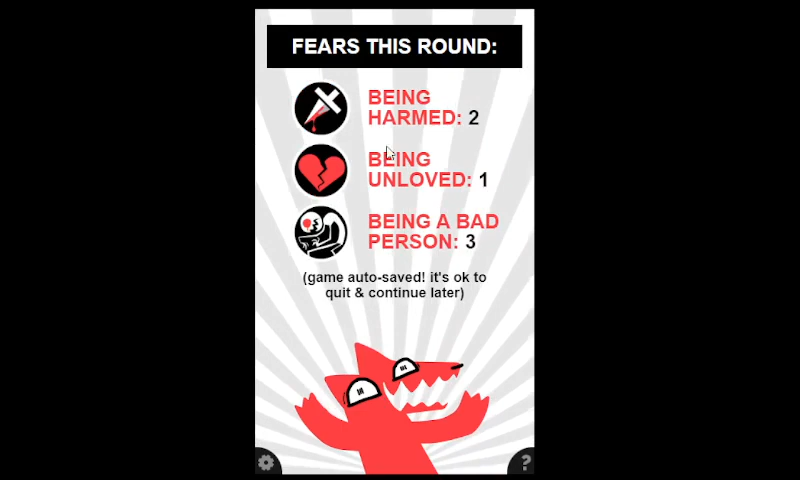 FEARS THIS ROUND:
BEING
HARMED: 2
BEING
UNLOVED: 1
BEING A BAD
PERSON: 3
(game auto-saved! it's ok to
quit & continue later)
?